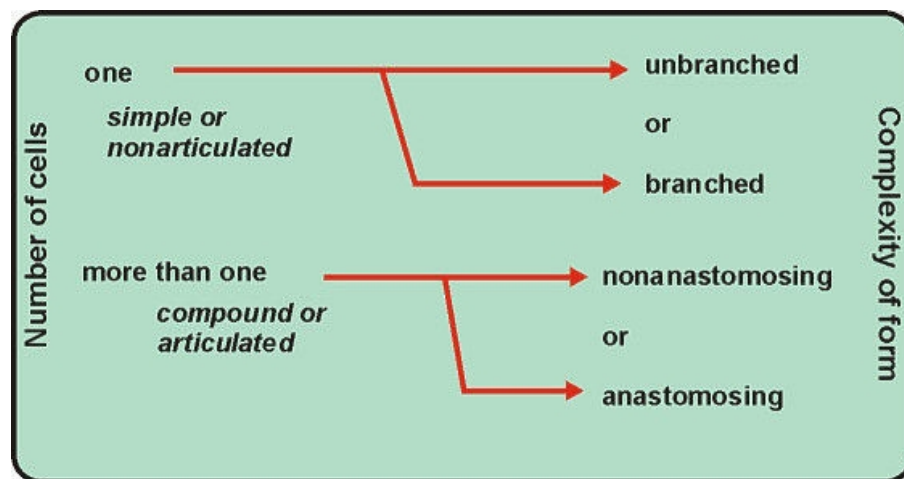 Number of cells
one
simple or
nonarticulated
unbranched
or
branched
more than one
compound or
articulated
nonanastomosing
or
anastomosing
Complexity of form